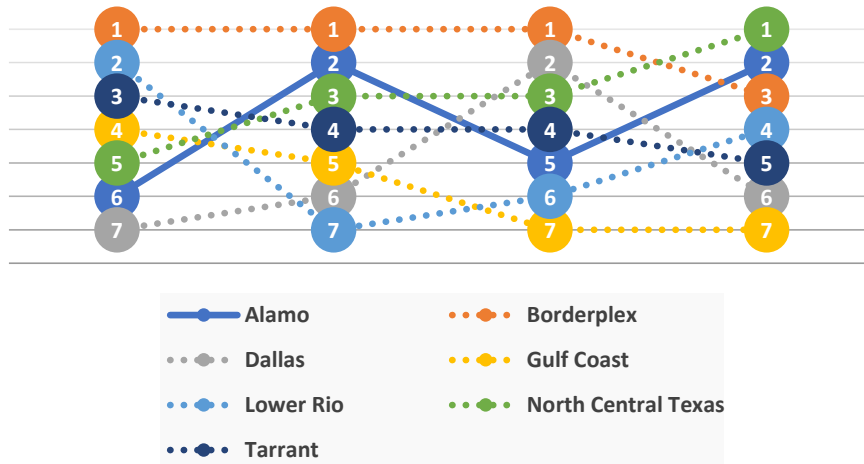 1 1 1 1
2 2 2 2
3 3 3 3
4 4 4 4
5 5 5 5
6 6 6 6
7 7 7 7
Alamo Borderplex
Dallas Gulf Coast
Lower Rio North Central Texas
Tarrant